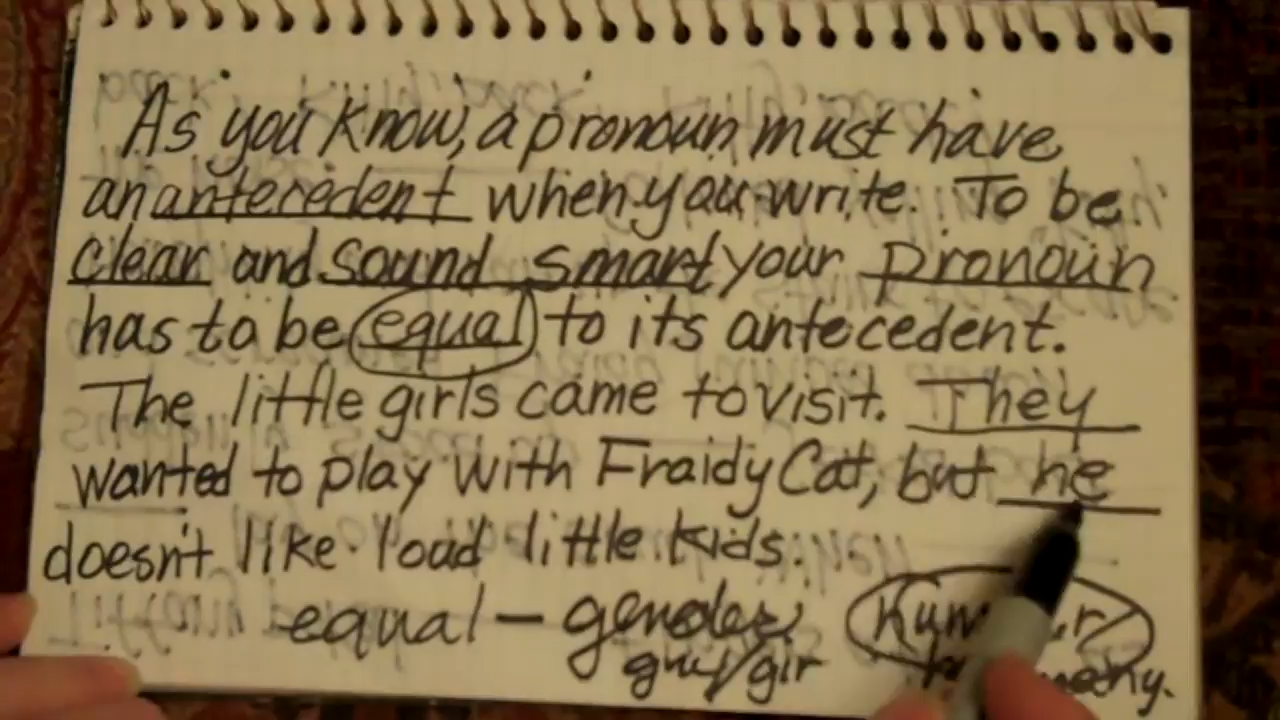 As you know, a pronoun must have
an antecedent when you write. To be
clear and sound smart your pronoun
has to be equal to its antecedent.
The little girls came to visit. They
wanted to play with Fraidy Cat, but he
doesn't like loud little kids.
equal – gender